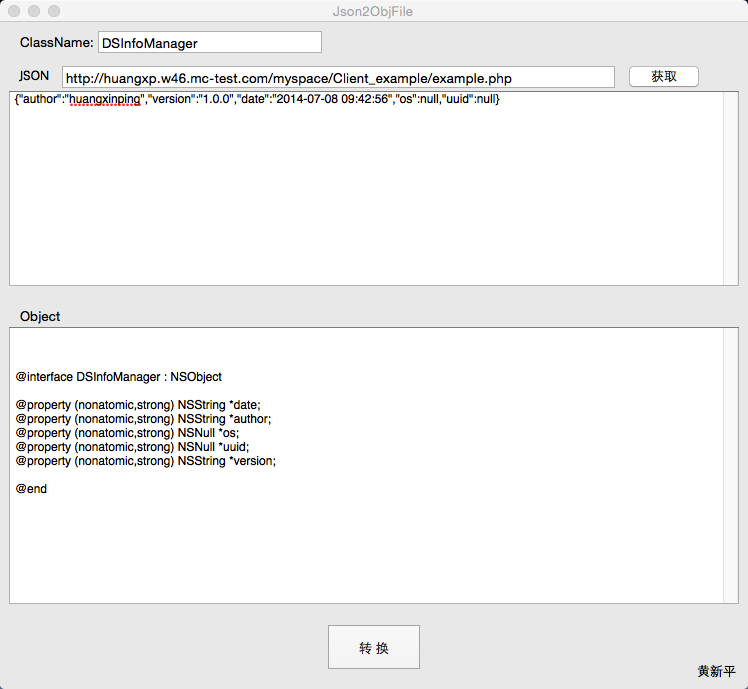 Json2ObjFile
ClassName: DSInfoManager
JSON http://huangxp.w46.mc-test.com/myspace/Client_example/example.php 获取
{"author":"huangxinping","version":"1.0.0","date":"2014-07-08 09:42:56","os":null,"uuid":null}
Object
@interface DSInfoManager : NSObject
@property (nonatomic,strong) NSString *date;
@property (nonatomic,strong) NSString *author;
@property (nonatomic,strong) NSNull *os;
@property (nonatomic,strong) NSNull *uuid;
@property (nonatomic,strong) NSString *version;
@end
转 换
黄新平